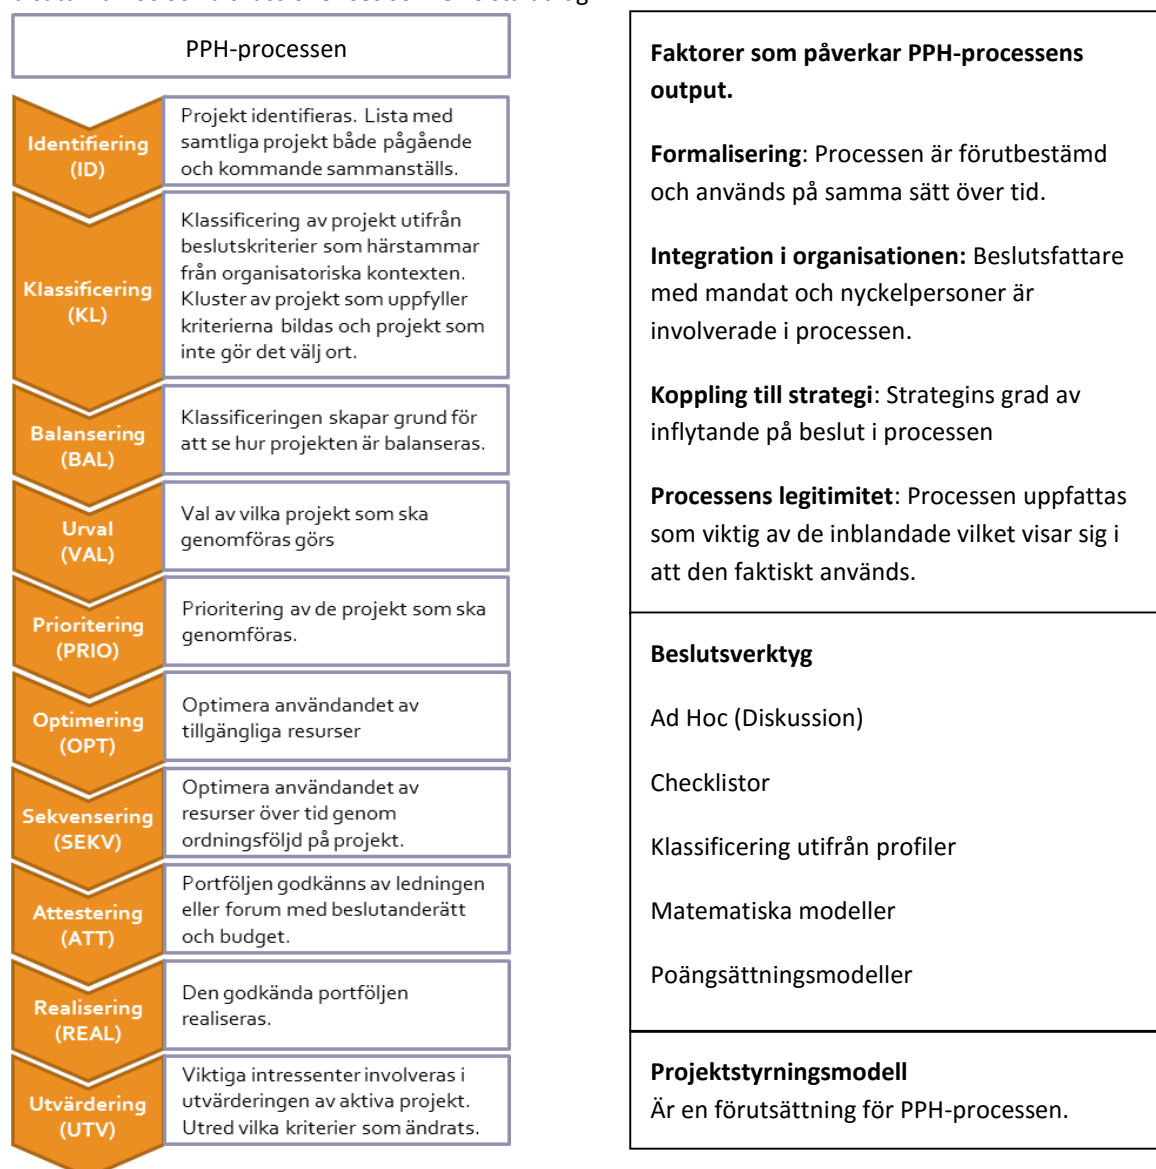 PPH-processen
Identifiering
(ID)
Projekt identifieras. Lista med
samtliga projekt både pågående
och kommande sammanställs.
Klassificering
(KL)
Klassificering av projekt utifrån
beslutskriterier som härstammar
från organisatoriska kontexten.
Kluster av projekt som uppfyller
kriterierna bildas och projekt som
inte gör det välj ort.
Balansering
(BAL)
Klassificeringen skapar grund för
att se hur projekten är balanseras.
Urval
(VAL)
Val av vilka projekt som ska
genomföras görs
Prioritering
(PRIO)
Prioritering av de projekt som ska
genomföras.
Optimering
(OPT)
Optimera användandet av
tillgängliga resurser
Sekvensering
(SEKV)
Optimera användandet av
resurser över tid genom
ordningsföljd på projekt.
Attestering
(ATT)
Portföljen godkänns av ledningen
eller forum med beslutanderätt
och budget.
Realisering
(REAL)
Den godkända portföljen
realiseras.
Utvärdering
(UTV)
Viktiga intressenter involveras i
utvärderingen av aktiva projekt.
Utred vilka kriterier som ändrats.
Faktorer som påverkar PPH-processens
output.
Formalisering: Processen är förutbestämd
och används på samma sätt över tid.
Integration i organisationen: Beslutsfattare
med mandat och nyckelpersoner är
involverade i processen.
Koppling till strategi: Strategins grad av
inflytande på beslut i processen
Processens legitimitet: Processen uppfattas
som viktig av de inblandade vilket visar sig i
att den faktiskt används.
Beslutsverktyg
Ad Hoc (Diskussion)
Checklistor
Klassificering utifrån profiler
Matematiska modeller
Poängsättningsmodeller
Projektstyrningsmodell
Är en förutsättning för PPH-processen.